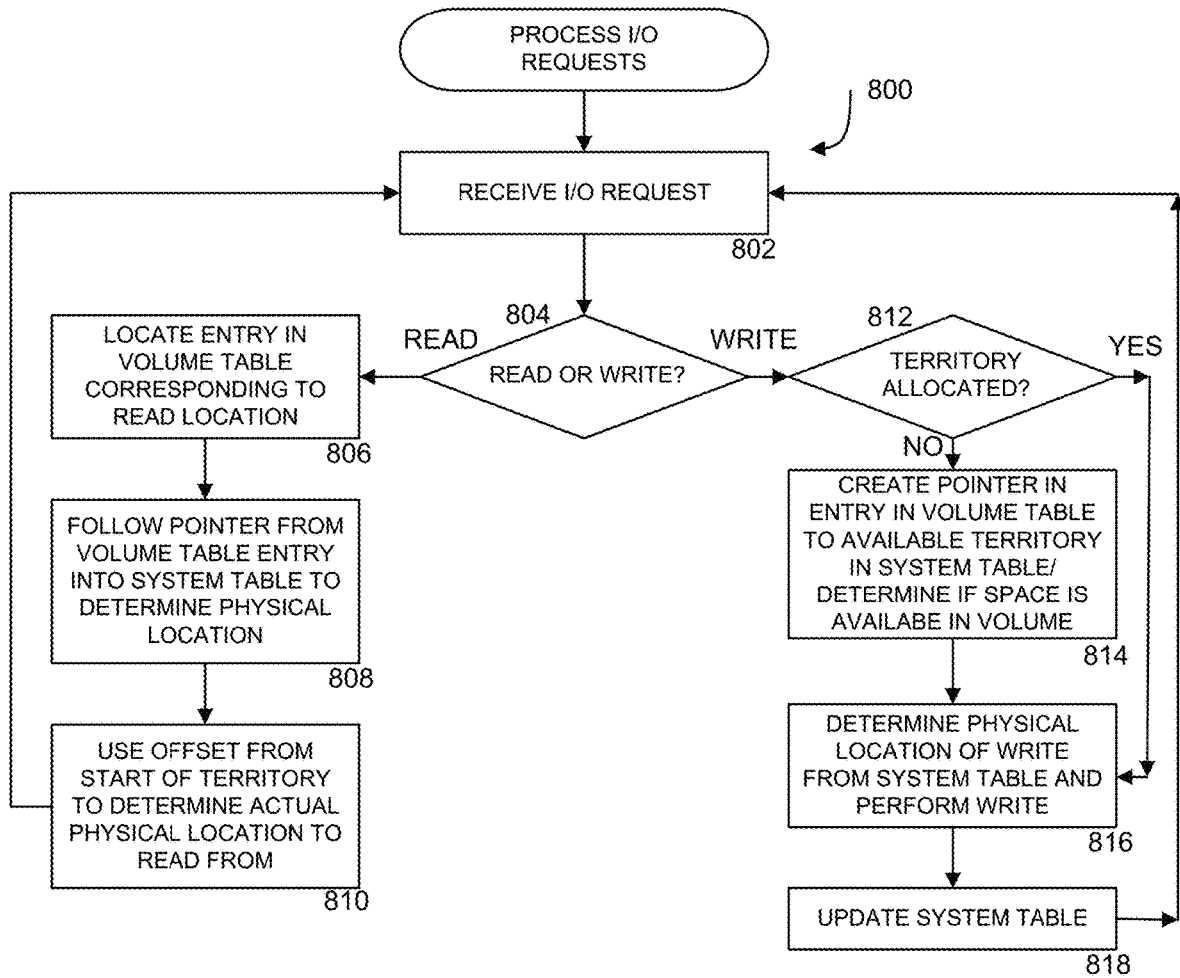 PROCESS I/O
REQUESTS
800
RECEIVE I/O REQUEST
802
804
READ
READ OR WRITE?
WRITE
LOCATE ENTRY IN
VOLUME TABLE
CORRESPONDING TO
READ LOCATION
806
FOLLOW POINTER FROM
VOLUME TABLE ENTRY
INTO SYSTEM TABLE TO
DETERMINE PHYSICAL
LOCATION
808
USE OFFSET FROM
START OF TERRITORY
TO DETERMINE ACTUAL
PHYSICAL LOCATION TO
READ FROM
810
812
TERRITORY
ALLOCATED?
YES
NO
CREATE POINTER IN
ENTRY IN VOLUME TABLE
TO AVAILABLE TERRITORY
IN SYSTEM TABLE/
DETERMINE IF SPACE IS
AVAILABE IN VOLUME
814
DETERMINE PHYSICAL
LOCATION OF WRITE
FROM SYSTEM TABLE AND
PERFORM WRITE
816
UPDATE SYSTEM TABLE
818